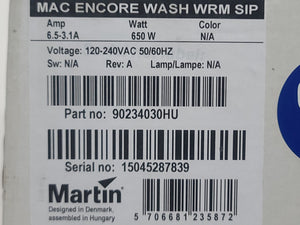 MAC ENCORE WASH WRM SIP
Amp Watt Color
6.5-3.1A 650 W N/A
Voltage: 120-240VAC 50/60HZ
Sw: N/A Rev: A Lamp/Lampe: N/A
Part no: 90234030HU
Serial no: 15045287839
Martin
Designed in Denmark,
assembled in Hungary
5 706681 235872